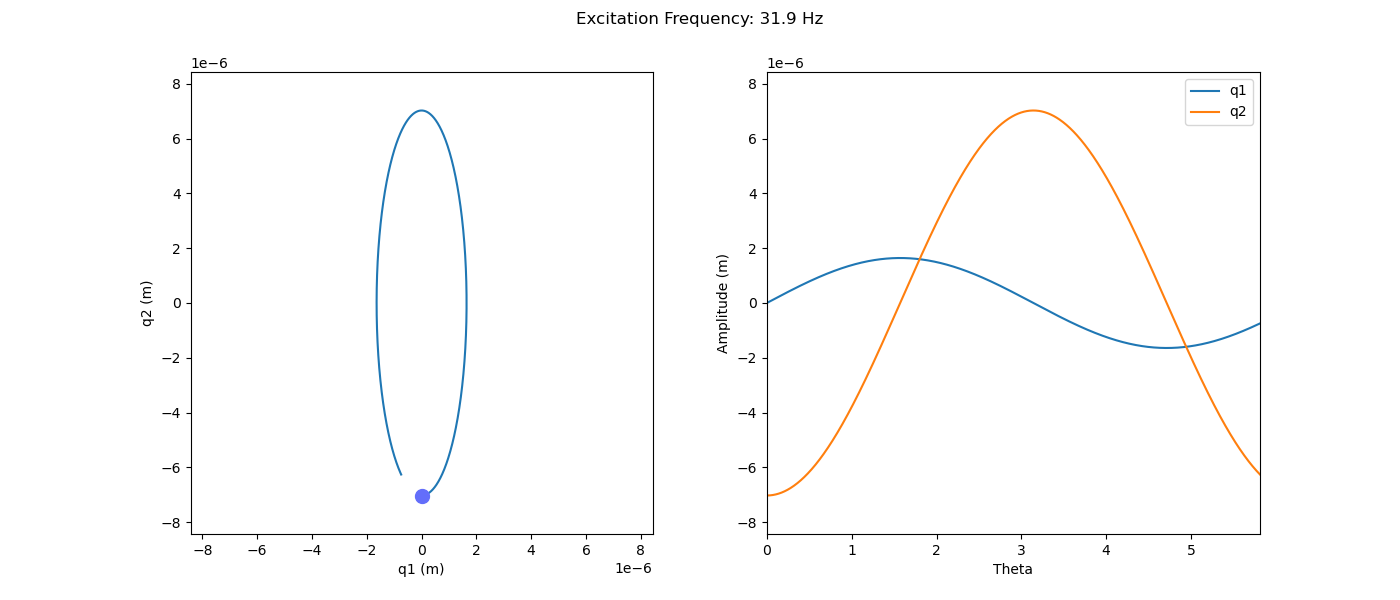 Excitation Frequency: 31.9 Hz
1e−6
8
6
4
2
0
−2
−4
−6
−8
q2 (m)
−8 −6 −4 −2 0 2 4 6 8
q1 (m)
1e−6
1e−6
q1
q2
8
6
4
2
0
−2
−4
−6
−8
Amplitude (m)
0 1 2 3 4 5
Theta